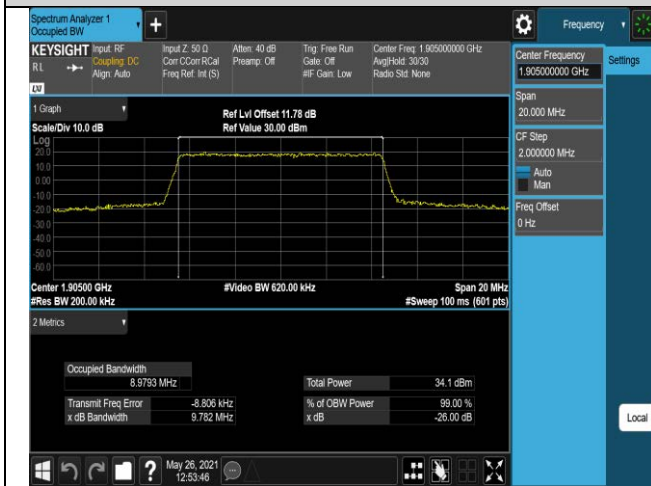 Spectrum Analyzer 1
Occupied BW
+
Frequency
KEYSIGHT Input: RF
Coupling: DC
Align: Auto
Input Z: 50 Ω
Corr CCorr RCal
Freq Ref: Int (S)
Atten: 40 dB
Preamp: Off
Trig: Free Run
Gate: Off
#IF Gain: Low
Center Freq: 1.905000000 GHz
Avg|Hold: 30/30
Radio Std: None
RL
LXI
Center Frequency
1.905000000 GHz
Settings
Span
20.000 MHz
CF Step
2.000000 MHz
Auto
Man
Freq Offset
0 Hz
1 Graph
Scale/Div 10.0 dB
Ref Lvl Offset 11.78 dB
Ref Value 30.00 dBm
Log
20.0
10.0
0.00
-10.0
-20.0
-30.0
-40.0
-50.0
-60.0
Center 1.90500 GHz
#Video BW 620.00 kHz
Span 20 MHz
#Res BW 200.00 kHz
#Sweep 100 ms (601 pts)
2 Metrics
Occupied Bandwidth
8.9793 MHz
Total Power 34.1 dBm
Transmit Freq Error -8.806 kHz
% of OBW Power 99.00 %
x dB Bandwidth 9.782 MHz
x dB -26.00 dB
Local
?
May 26, 2021
12:53:46